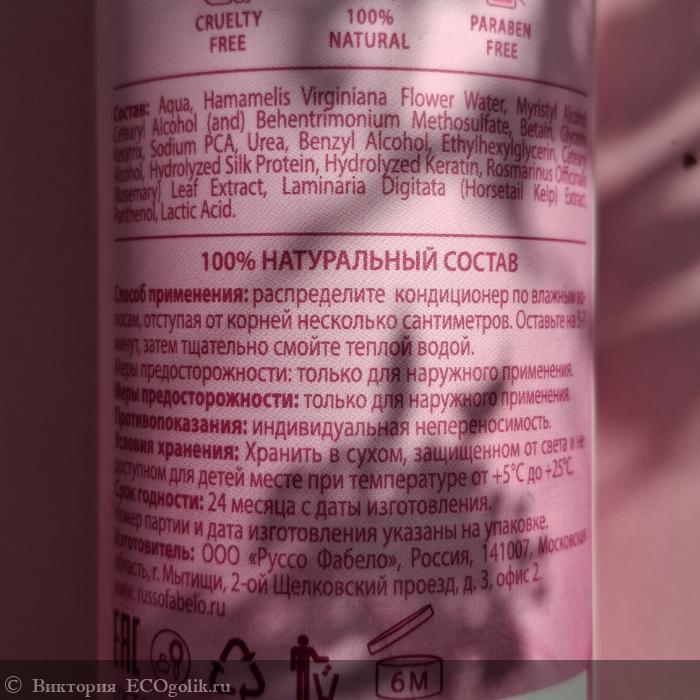 CRUELTY FREE
100% NATURAL
PARABEN FREE
Состав: Aqua, Hamamelis Virginiana Flower Water, Myristyl Alcohol,
Cetearyl Alcohol (and) Behentrimonium Methosulfate, Betain, Glycerin,
Keratrix, Sodium PCA, Urea, Benzyl Alcohol, Ethylhexylglycerin, Cetearyl
Alcohol, Hydrolyzed Silk Protein, Hydrolyzed Keratin, Rosmarinus Officinalis
(Rosemary) Leaf Extract, Laminaria Digitata (Horsetail Kelp) Extract,
Panthenol, Lactic Acid.
100% НАТУРАЛЬНЫЙ СОСТАВ
Способ применения: распределите кондиционер по влажным во-
лосам, отступая от корней несколько сантиметров. Оставьте на 5-7
минут, затем тщательно смойте теплой водой.
Меры предосторожности: только для наружного применения.
Меры предосторожности: только для наружного применения.
Противопоказания: индивидуальная непереносимость.
Условия хранения: Хранить в сухом, защищенном от света и не
доступном для детей месте при температуре от +5°C до +25°C.
Срок годности: 24 месяца с даты изготовления.
Номер партии и дата изготовления указаны на упаковке.
Изготовитель: ООО «Руссо Фабело», Россия, 141007, Московская
область, г. Мытищи, 2-ой Щелковский проезд, д. 3, офис 2.
www.russofabelo.ru
EAC
6M
© Виктория ECOgolik.ru